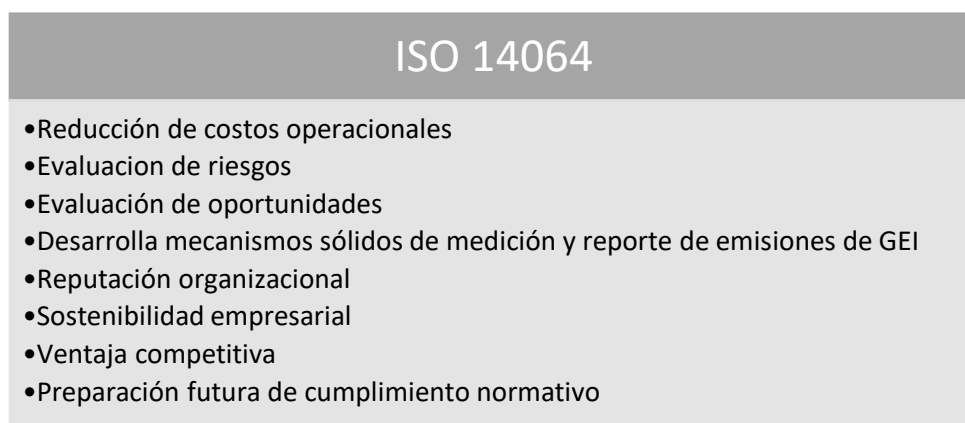 ISO 14064
•Reducción de costos operacionales
•Evaluacion de riesgos
•Evaluación de oportunidades
•Desarrolla mecanismos sólidos de medición y reporte de emisiones de GEI
•Reputación organizacional
•Sostenibilidad empresarial
•Ventaja competitiva
•Preparación futura de cumplimiento normativo